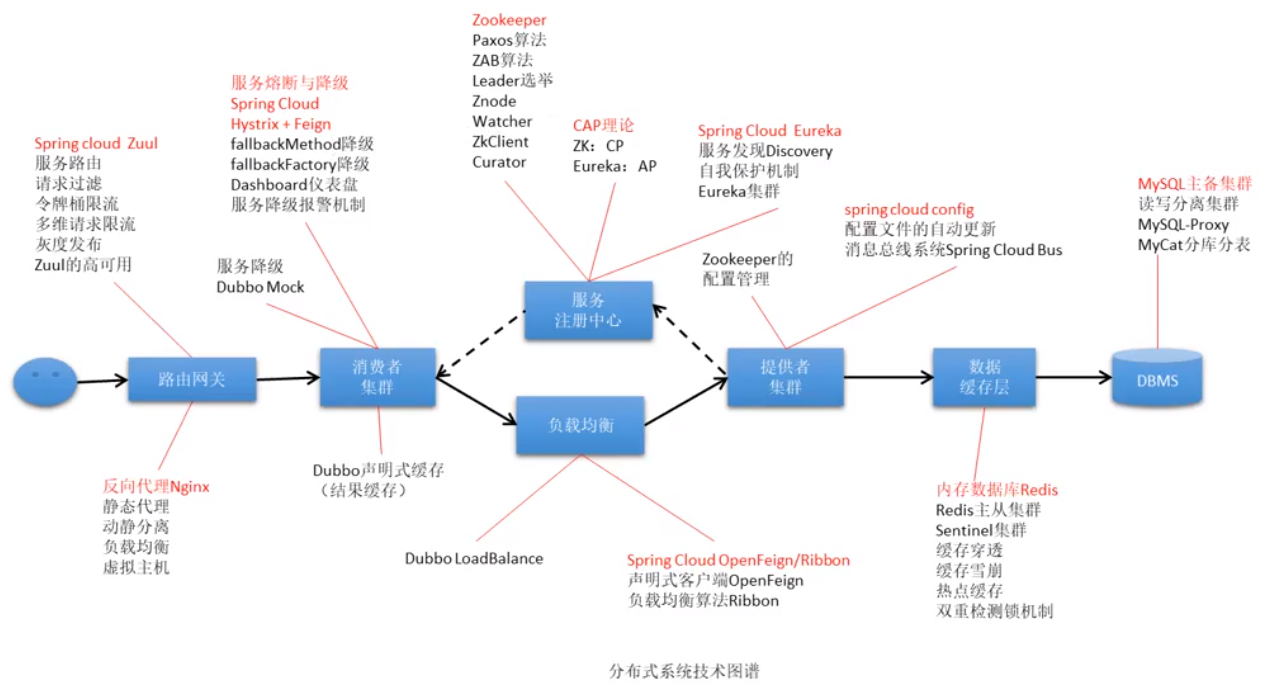 Zookeeper
Paxos算法
ZAB算法
Leader选举
Znode
Watcher
ZkClient
Curator
服务熔断与降级
Spring Cloud
Hystrix + Feign
fallbackMethod降级
fallbackFactory降级
Dashboard仪表盘
服务降级报警机制
CAP理论
ZK：CP
Eureka：AP
Spring Cloud Eureka
服务发现Discovery
自我保护机制
Eureka集群
Spring cloud Zuul
服务路由
请求过滤
令牌桶限流
多维请求限流
灰度发布
Zuul的高可用
MySQL主备集群
读写分离集群
MySQL-Proxy
MyCat分库分表
spring cloud config
配置文件的自动更新
消息总线系统Spring Cloud Bus
服务降级
Dubbo Mock
Zookeeper的
配置管理
服务
注册中心
路由网关
消费者
集群
负载均衡
提供者
集群
数据
缓存层
DBMS
反向代理Nginx
静态代理
动静分离
负载均衡
虚拟主机
Dubbo声明式缓存
（结果缓存）
Dubbo LoadBalance
Spring Cloud OpenFeign/Ribbon
声明式客户端OpenFeign
负载均衡算法Ribbon
内存数据库Redis
Redis主从集群
Sentinel集群
缓存穿透
缓存雪崩
热点缓存
双重检测锁机制
分布式系统技术图谱